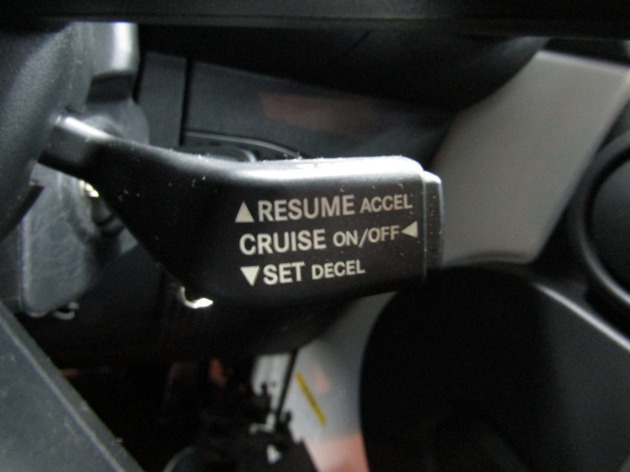 ▲RESUME ACCEL
CRUISE ON/OFF◀
▼SET DECEL